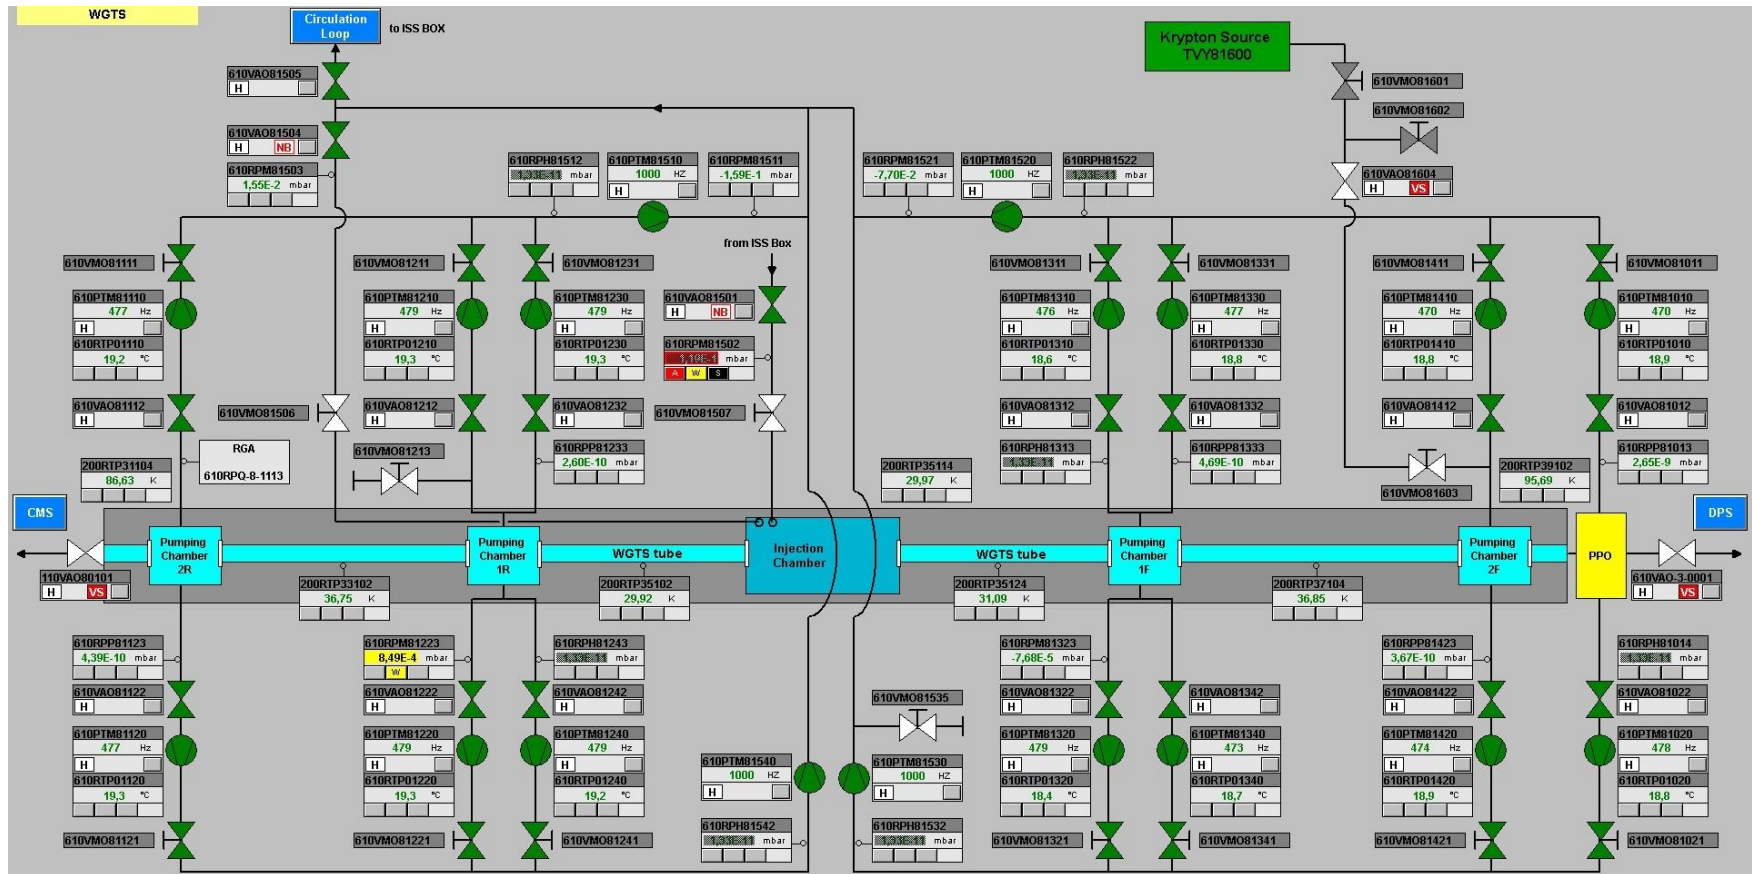 WGTS
Circulation
Loop
to ISS BOX
Krypton Source
TVY81600
610VAO81505
H
610VMO81601
610VMO81602
610VAO81504
H NB
610RPM81503
1,55E-2 mbar
610RPH81512
mbar
610PTM81510
1000 HZ
H
610RPM81511
-1,59E-1 mbar
610RPM81521
-7,70E-2 mbar
610PTM81520
1000 HZ
H
610RPH81522
mbar
610VAO81604
H VS
from ISS Box
610VMO81111
610VMO81211
610VMO81231
610VMO81311
610VMO81331
610VMO81411
610VMO81011
610PTM81110
477 Hz
H
610RTP01110
19,2 °C
610PTM81210
479 Hz
H
610RTP01210
19,3 °C
610PTM81230
479 Hz
H
610RTP01230
19,3 °C
610VAO81501
H NB
610RPM81502
mbar
A W S
610PTM81310
476 Hz
H
610RTP01310
18,6 °C
610PTM81330
477 Hz
H
610RTP01330
18,8 °C
610PTM81410
470 Hz
H
610RTP01410
18,8 °C
610PTM81010
470 Hz
H
610RTP01010
18,9 °C
610VAO81112
H
610VMO81506
610VAO81212
H
610VAO81232
H
610VMO81507
610VAO81312
H
610VAO81332
H
610VAO81412
H
610VAO81012
H
RGA
610RPQ-8-1113
610VMO81213
610RPP81233
2,60E-10 mbar
610RPH81313
mbar
610RPP81333
4,69E-10 mbar
610RPP81013
2,65E-9 mbar
200RTP31104
86,63 K
200RTP35114
29,97 K
610VMO81603
200RTP39102
95,69 K
CMS
DPS
Pumping
Chamber
2R
Pumping
Chamber
1R
WGTS tube
Injection
Chamber
WGTS tube
Pumping
Chamber
1F
Pumping
Chamber
2F
PPO
110VAO80101
H VS
200RTP33102
36,75 K
200RTP35102
29,92 K
200RTP35124
31,09 K
200RTP37104
36,85 K
610VAO-3-0001
H VS
610RPP81123
4,39E-10 mbar
610RPM81223
8,49E-4 mbar
W
610RPH81243
mbar
610RPM81323
-7,68E-5 mbar
610RPP81423
3,67E-10 mbar
610RPH81014
mbar
610VAO81122
H
610VAO81222
H
610VAO81242
H
610VMO81535
610VAO81322
H
610VAO81342
H
610VAO81422
H
610VAO81022
H
610PTM81120
477 Hz
H
610RTP01120
19,3 °C
610PTM81220
479 Hz
H
610RTP01220
19,3 °C
610PTM81240
479 Hz
H
610RTP01240
19,2 °C
610PTM81540
1000 HZ
H
610PTM81530
1000 HZ
H
610PTM81320
479 Hz
H
610RTP01320
18,4 °C
610PTM81340
473 Hz
H
610RTP01340
18,7 °C
610PTM81420
474 Hz
H
610RTP01420
18,9 °C
610PTM81020
478 Hz
H
610RTP01020
18,8 °C
610VMO81121
610VMO81221
610VMO81241
610RPH81542
mbar
610RPH81532
mbar
610VMO81321
610VMO81341
610VMO81421
610VMO81021